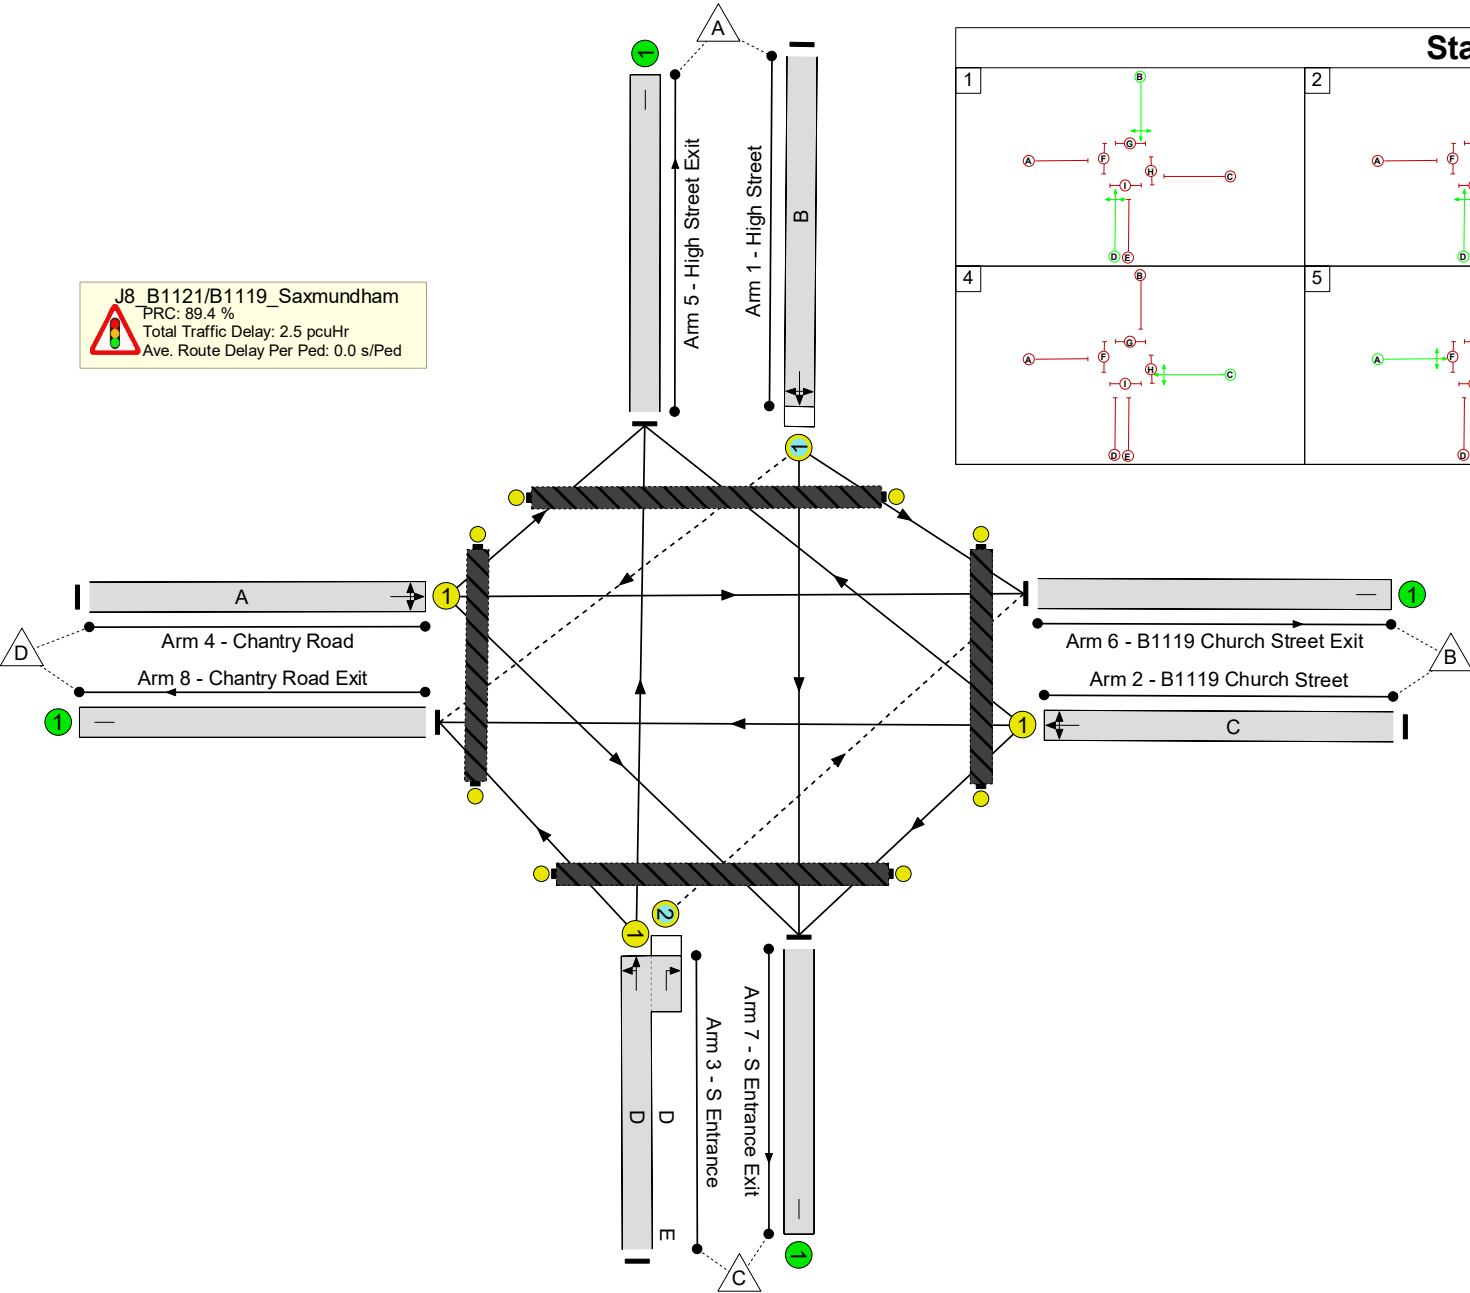 A
1
Sta
1
2
B
G
A
F
H
C
I
D
E
A
F
D
4
5
B
G
A
F
H
C
I
D
E
A
F
D
J8_B1121/B1119_Saxmundham
PRC: 89.4 %
Total Traffic Delay: 2.5 pcuHr
Ave. Route Delay Per Ped: 0.0 s/Ped
Arm 5 - High Street Exit
Arm 1 - High Street
B
1
A
1
Arm 4 - Chantry Road
D
Arm 8 - Chantry Road Exit
1
1
Arm 6 - B1119 Church Street Exit
B
Arm 2 - B1119 Church Street
1
C
1
2
D
D
E
Arm 3 - S Entrance
Arm 7 - S Entrance Exit
C
1